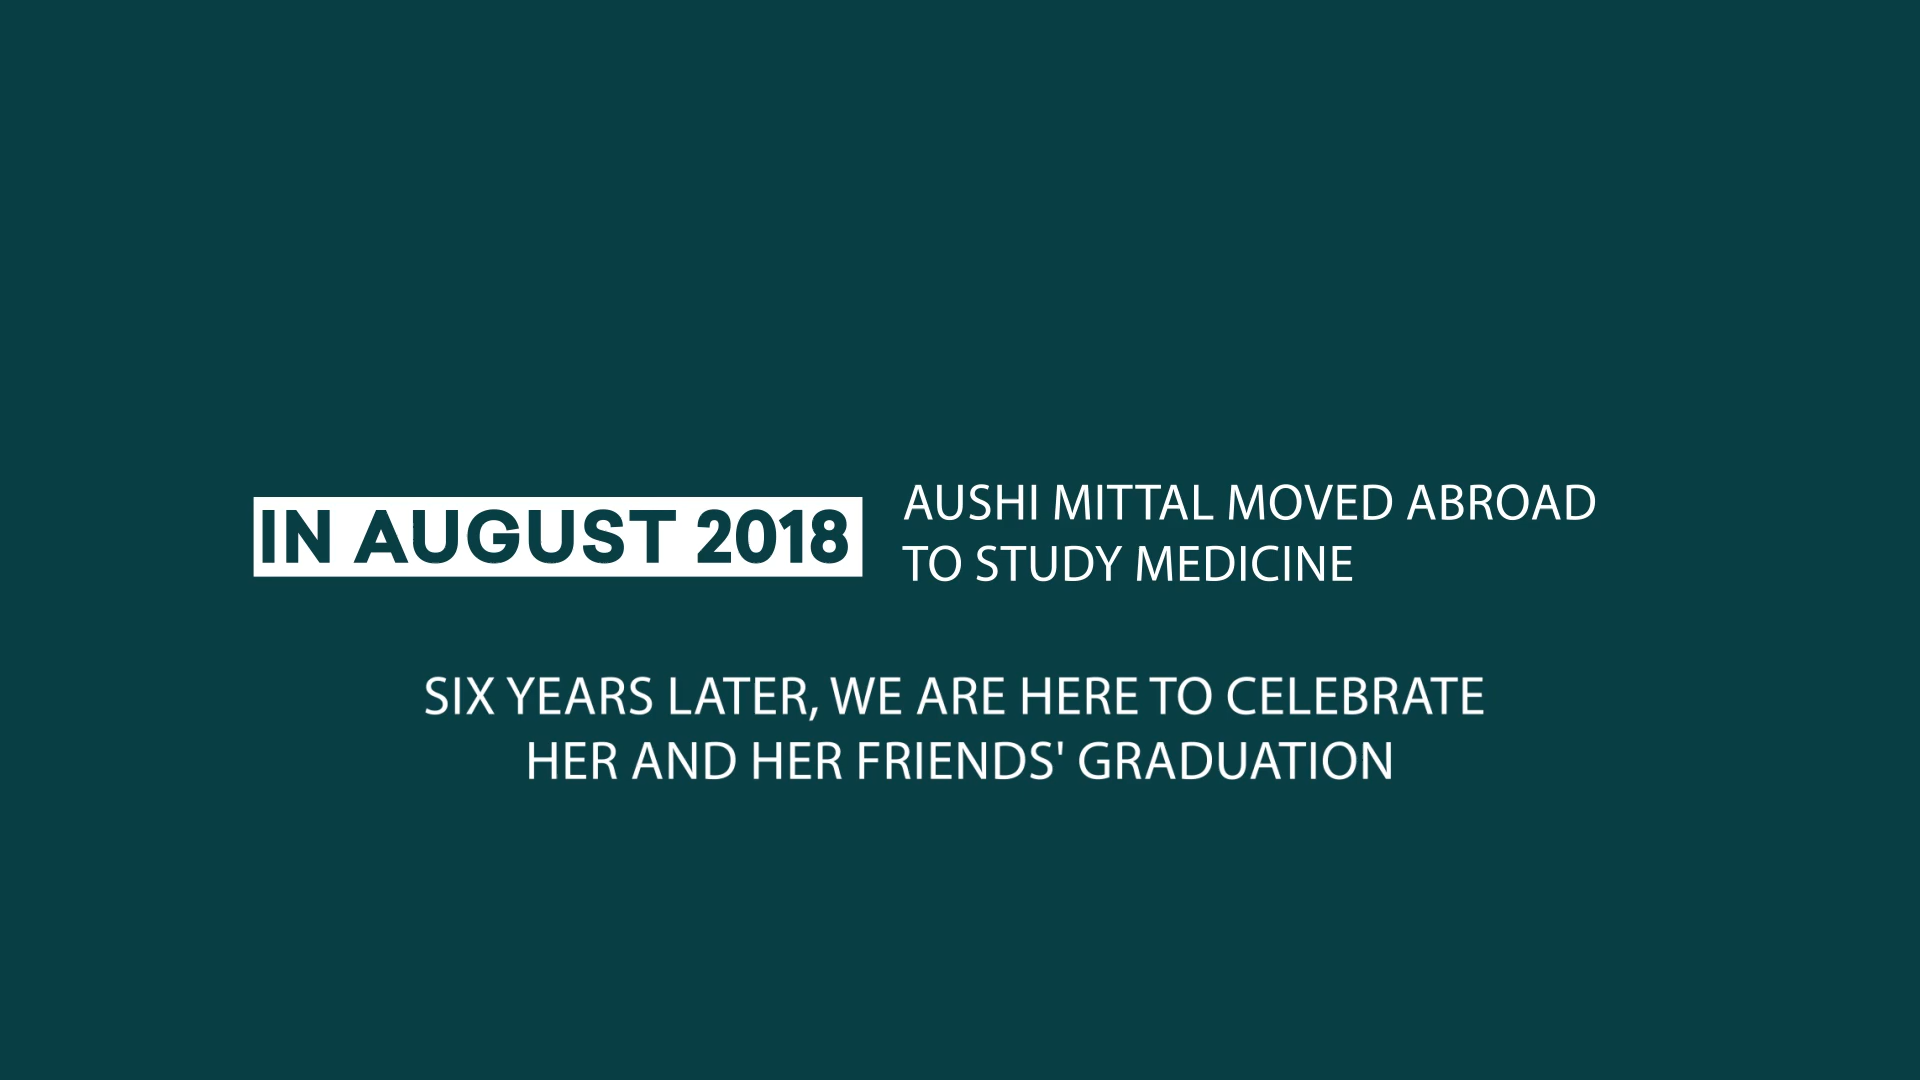 IN AUGUST 2018
AUSHI MITTAL MOVED ABROAD
TO STUDY MEDICINE
SIX YEARS LATER, WE ARE HERE TO CELEBRATE
HER AND HER FRIENDS' GRADUATION